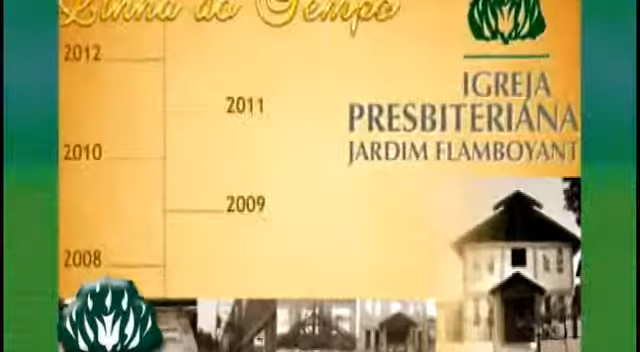 Linha do Tempo
2012
2011
2010
2009
2008
IGREJA
PRESBITERIANA
JARDIM FLAMBOYANT